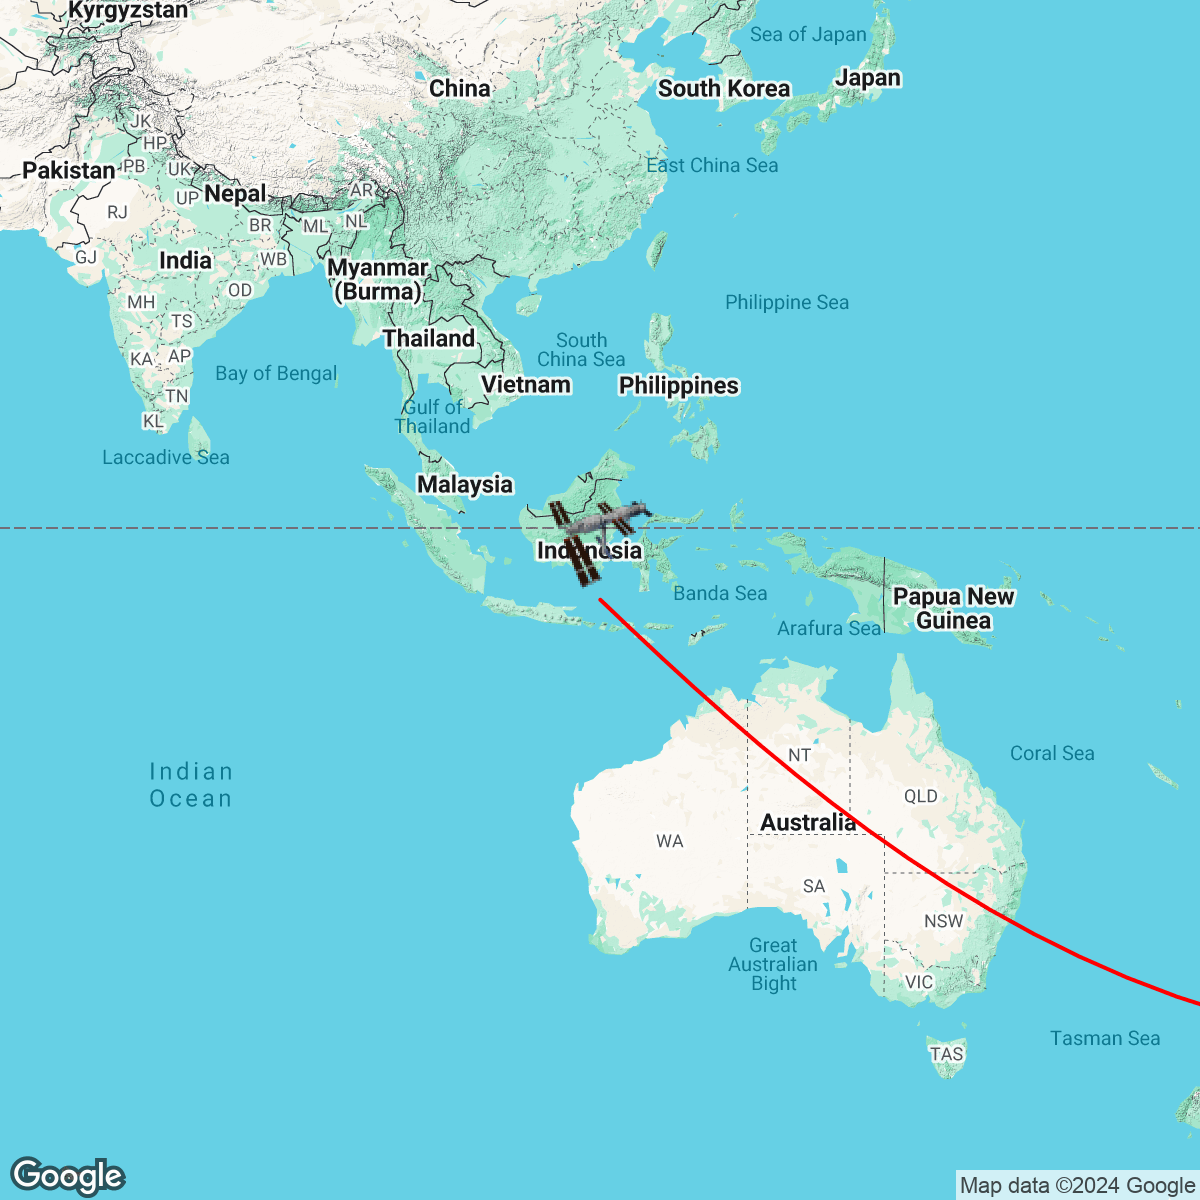 Kyrgyzstan
Sea of Japan
Japan
China
South Korea
JK
HP
East China Sea
Pakistan
PB
UK
Nepal
AR
UP
RJ
BR
ML
NL
GJ
India
WB
Myanmar
(Burma)
OD
MH
Philippine Sea
TS
Thailand
South
China Sea
KA
AP
Bay of Bengal
Vietnam
Philippines
TN
Gulf of
Thailand
KL
Laccadive Sea
Malaysia
Indonesia
Banda Sea
Papua New
Guinea
Arafura Sea
NT
Coral Sea
Indian
Ocean
QLD
Australia
WA
SA
NSW
Great
Australian
Bight
VIC
Tasman Sea
TAS
Google
Map data ©2024 Google